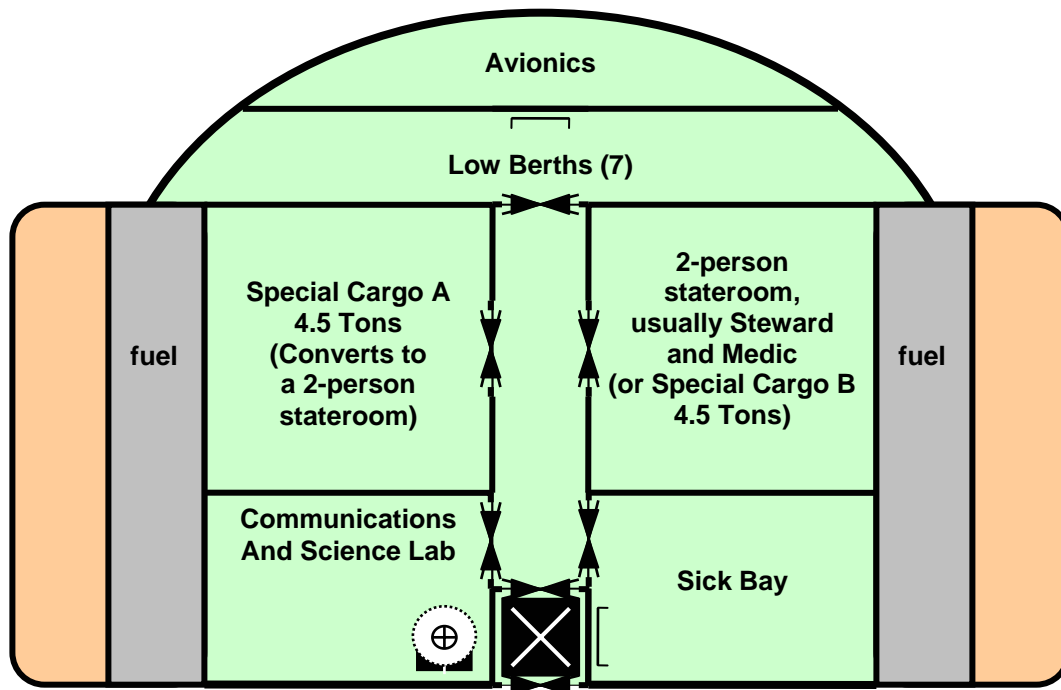 Avionics
Low Berths (7)
Special Cargo A
4.5 Tons
(Converts to
a 2-person
stateroom)
2-person
stateroom,
usually Steward
and Medic
(or Special Cargo B
4.5 Tons)
fuel
fuel
Communications
And Science Lab
Sick Bay